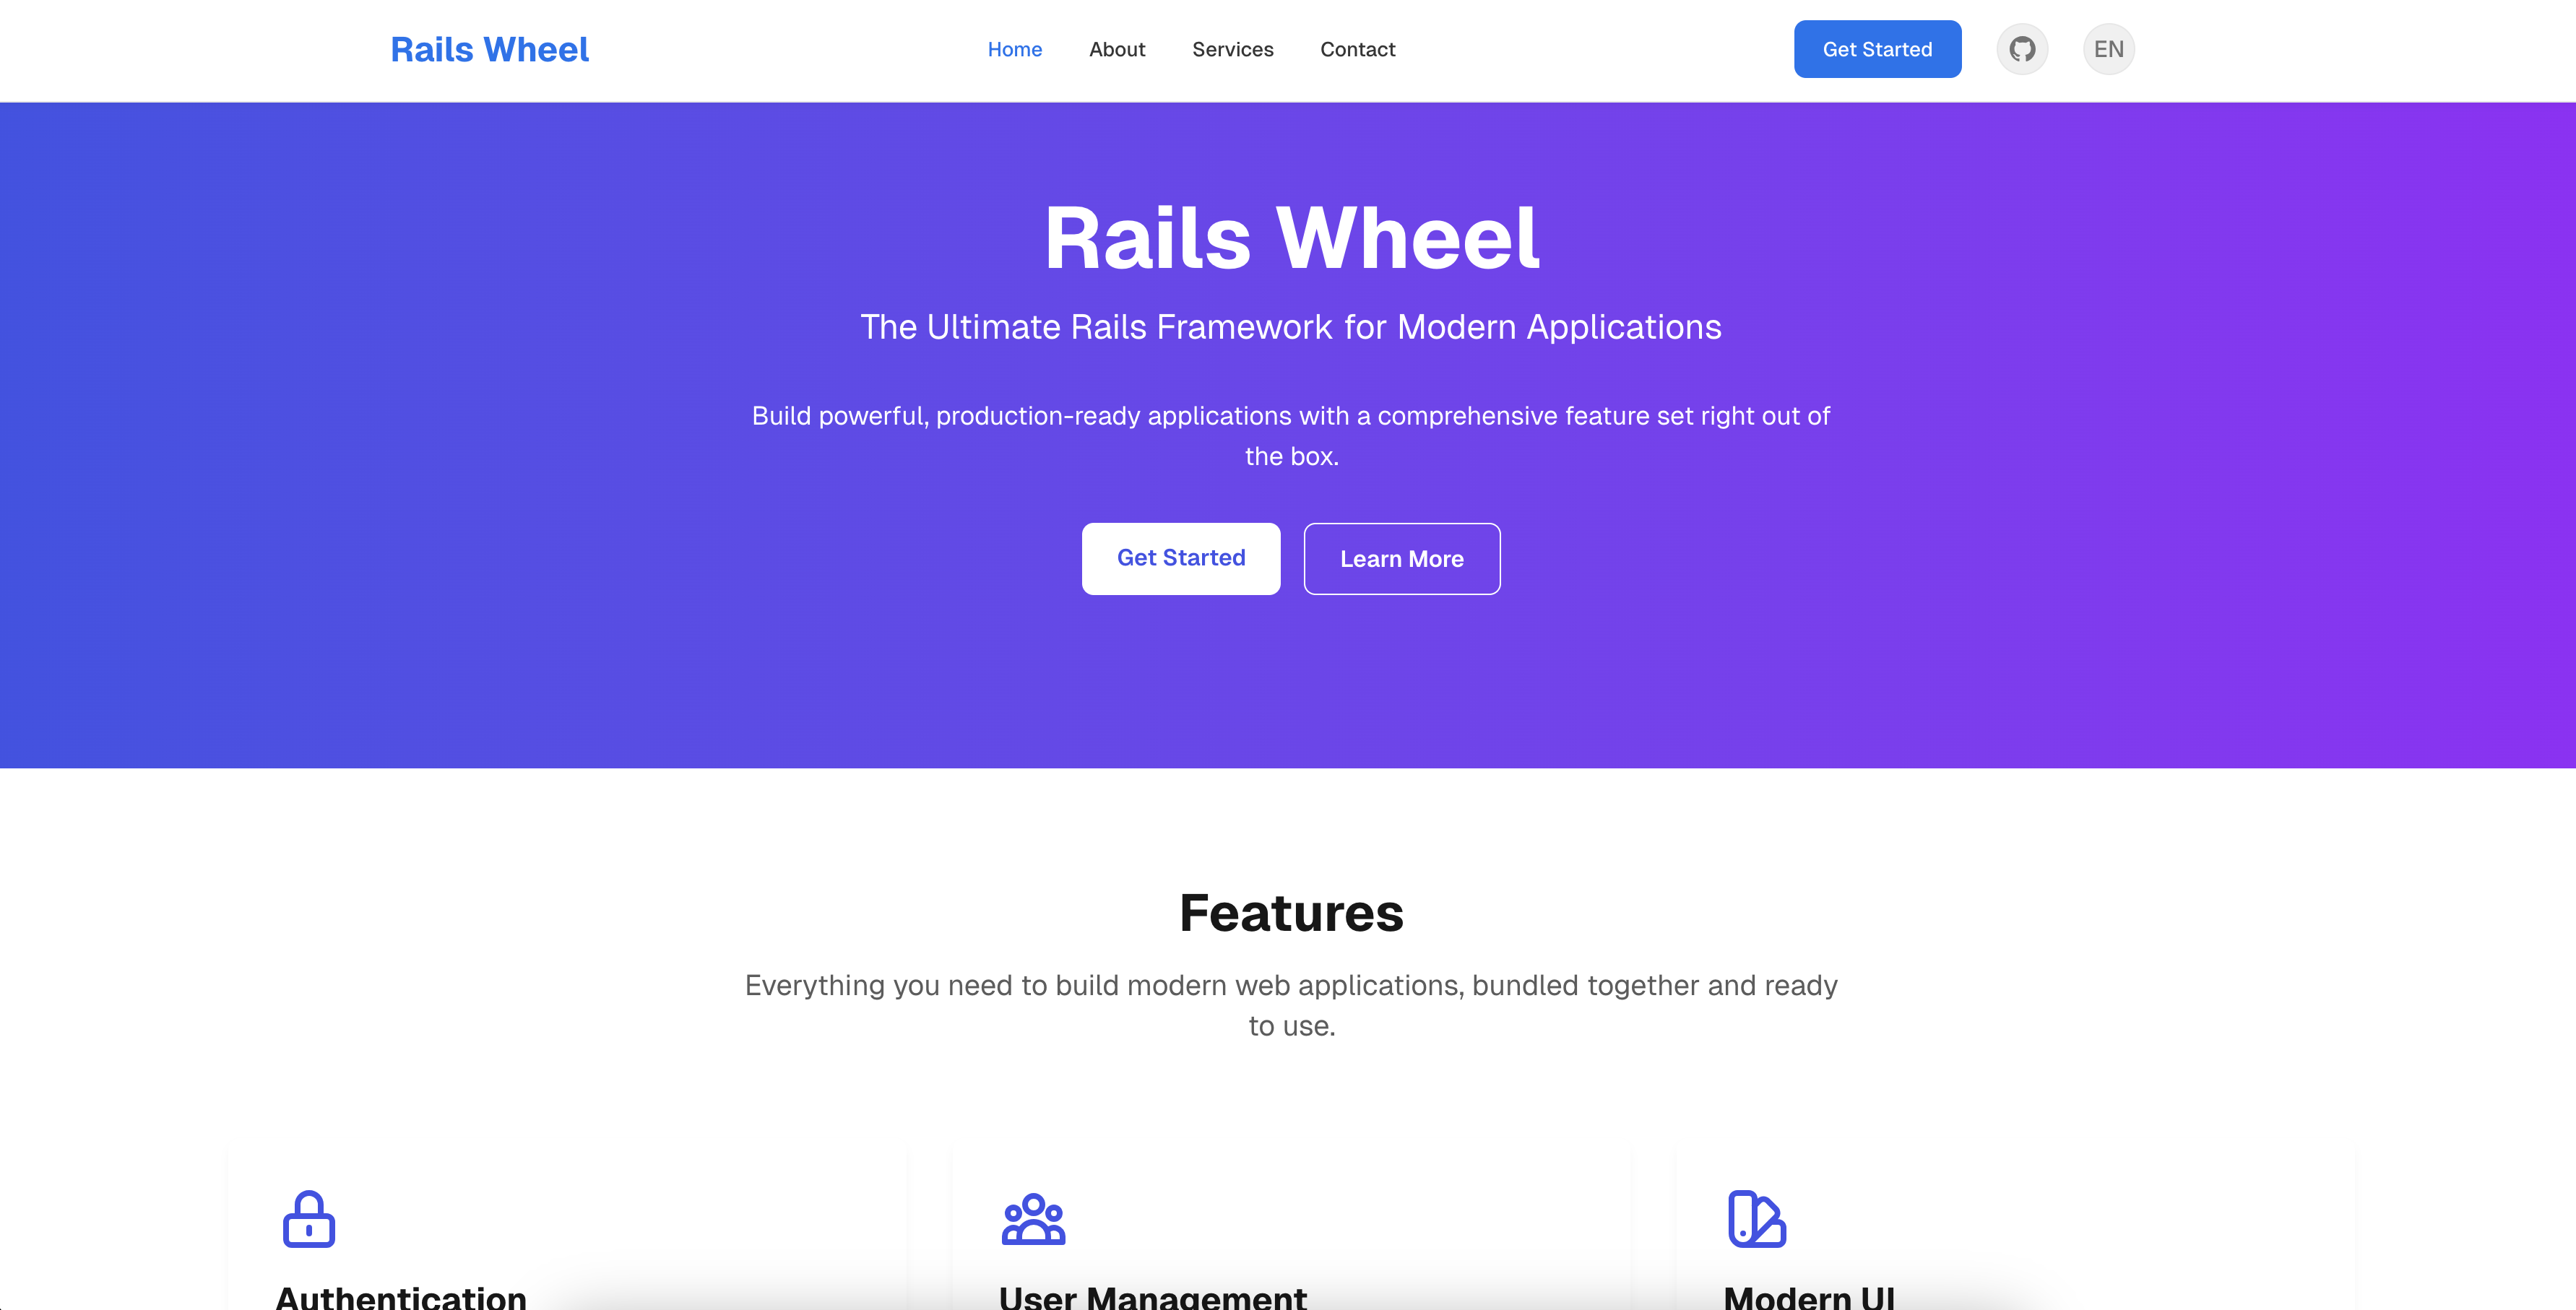 Rails Wheel
Home About Services Contact
Get Started
EN
Rails Wheel
The Ultimate Rails Framework for Modern Applications
Build powerful, production-ready applications with a comprehensive feature set right out of
the box.
Get Started
Learn More
Features
Everything you need to build modern web applications, bundled together and ready
to use.
Authentication
User Management
Modern UI